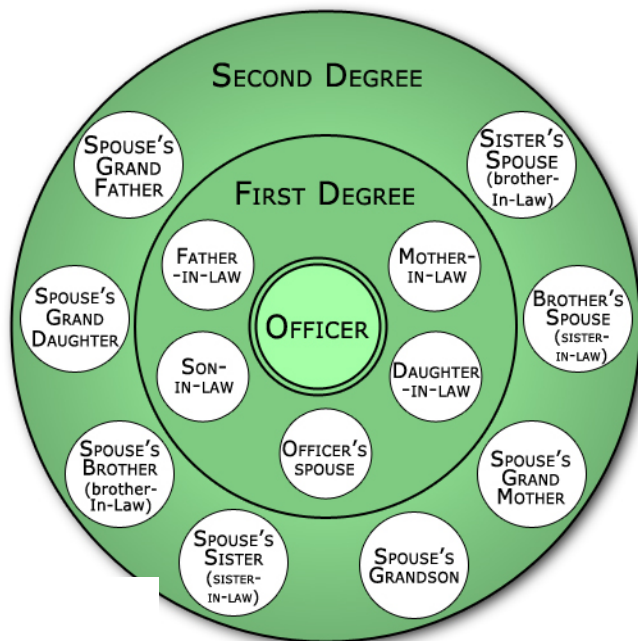 SECOND DEGREE
SPOUSE'S
GRAND
FATHER
SISTER'S
SPOUSE
(brother-
In-Law)
FIRST DEGREE
FATHER
-IN-LAW
MOTHER-
IN-LAW
OFFICER
SPOUSE'S
GRAND
DAUGHTER
BROTHER'S
SPOUSE
(SISTER-
IN-LAW)
SON-
IN-LAW
DAUGHTER
-IN-LAW
OFFICER'S
SPOUSE
SPOUSE'S
BROTHER
(brother-
In-Law)
SPOUSE'S
GRAND
MOTHER
SPOUSE'S
SISTER
(SISTER-
IN-LAW)
SPOUSE'S
GRANDSON